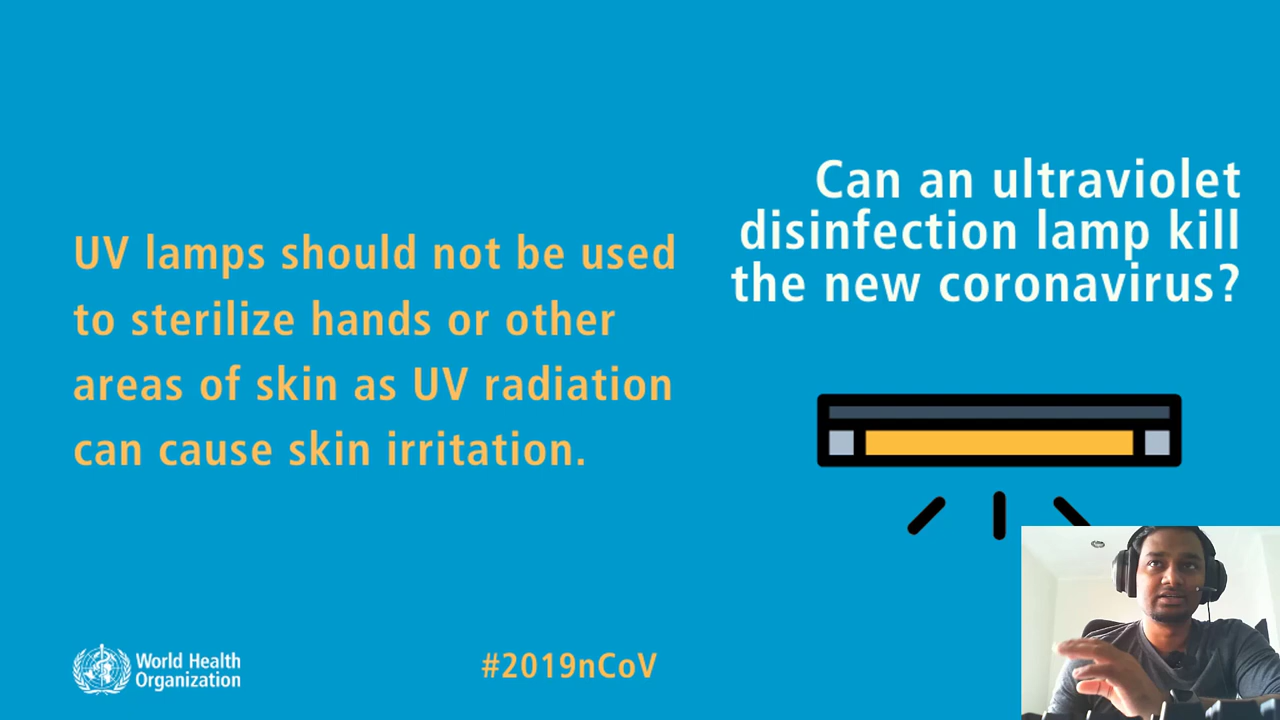 Can an ultraviolet
disinfection lamp kill
the new coronavirus?
UV lamps should not be used
to sterilize hands or other
areas of skin as UV radiation
can cause skin irritation.
World Health
Organization
#2019nCoV